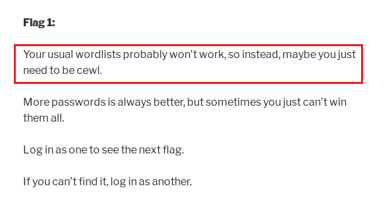 Flag 1:
Your usual wordlists probably won’t work, so instead, maybe you just
need to be cewl.
More passwords is always better, but sometimes you just can’t win
them all.
Log in as one to see the next flag.
If you can’t find it, log in as another.